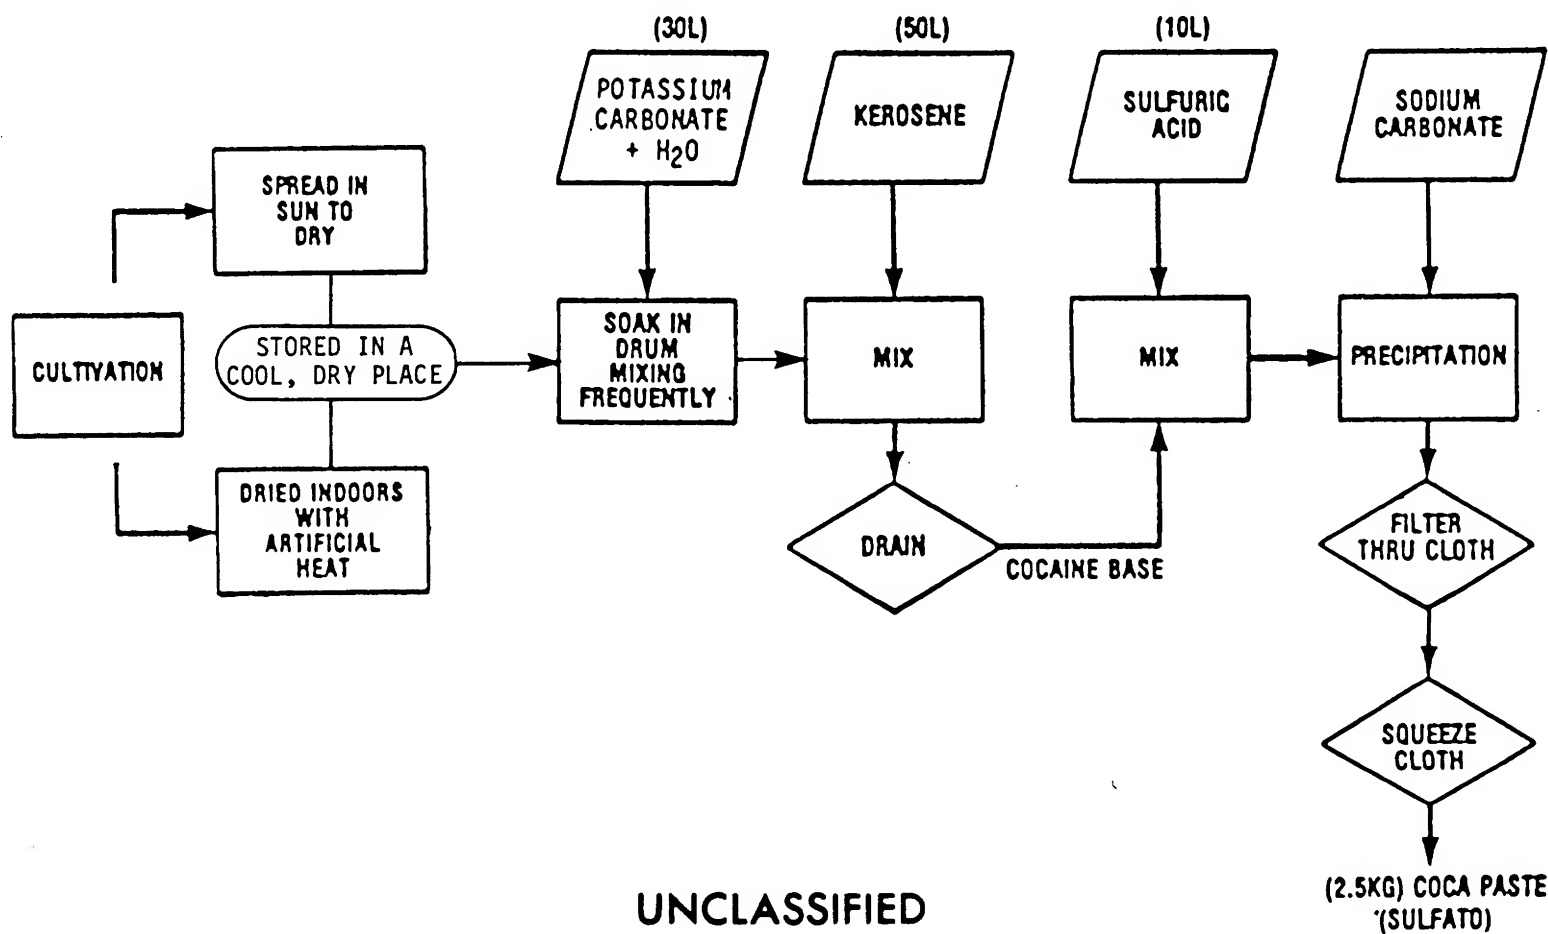 (30L)
(50L)
(10L)
POTASSIUM
CARBONATE
+ H2O
KEROSENE
SULFURIC
ACID
SODIUM
CARBONATE
SPREAD IN
SUN TO
DRY
CULTIVATION
STORED IN A
COOL, DRY PLACE
DRIED INDOORS
WITH
ARTIFICIAL
HEAT
SOAK IN
DRUM
MIXING
FREQUENTLY
MIX
DRAIN
COCAINE BASE
MIX
PRECIPITATION
FILTER
THRU CLOTH
SQUEEZE
CLOTH
(2.5KG) COCA PASTE
(SULFATO)
UNCLASSIFIED